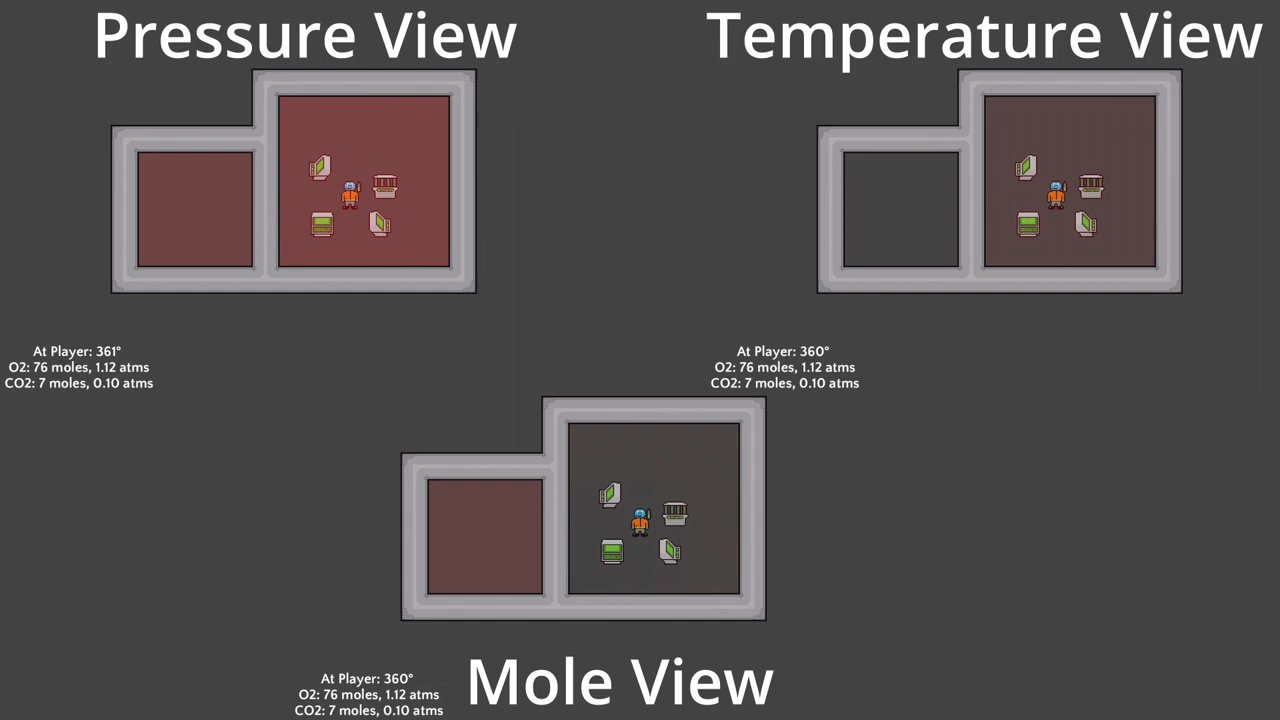 Pressure View
Temperature View
At Player: 361°
O2: 76 moles, 1.12 atms
CO2: 7 moles, 0.10 atms
At Player: 360°
O2: 76 moles, 1.12 atms
CO2: 7 moles, 0.10 atms
At Player: 360°
O2: 76 moles, 1.12 atms
CO2: 7 moles, 0.10 atms
Mole View